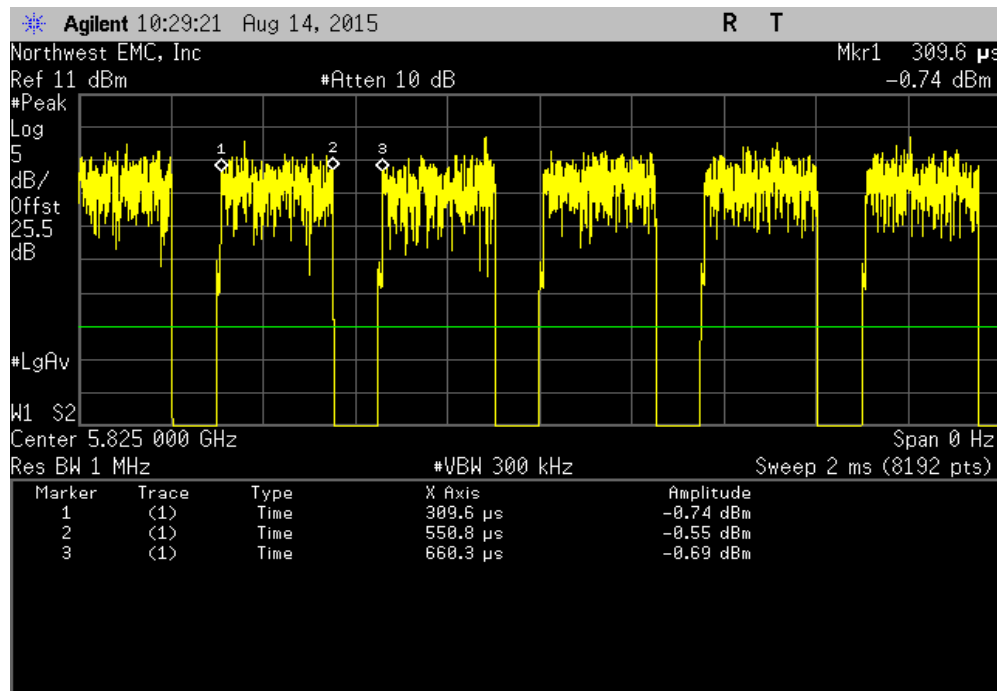 Agilent 10:29:21 Aug 14, 2015 R T
Northwest EMC, Inc Mkr1 309.6 µs
Ref 11 dBm #Atten 10 dB -0.74 dBm
#Peak
Log
5
dB/
Offst
25.5
dB
1 2 3
#LgAv
W1 S2
Center 5.825 000 GHz Span 0 Hz
Res BW 1 MHz #VBW 300 kHz Sweep 2 ms (8192 pts)
Marker Trace Type X Axis Amplitude
1 (1) Time 309.6 µs -0.74 dBm
2 (1) Time 550.8 µs -0.55 dBm
3 (1) Time 660.3 µs -0.69 dBm